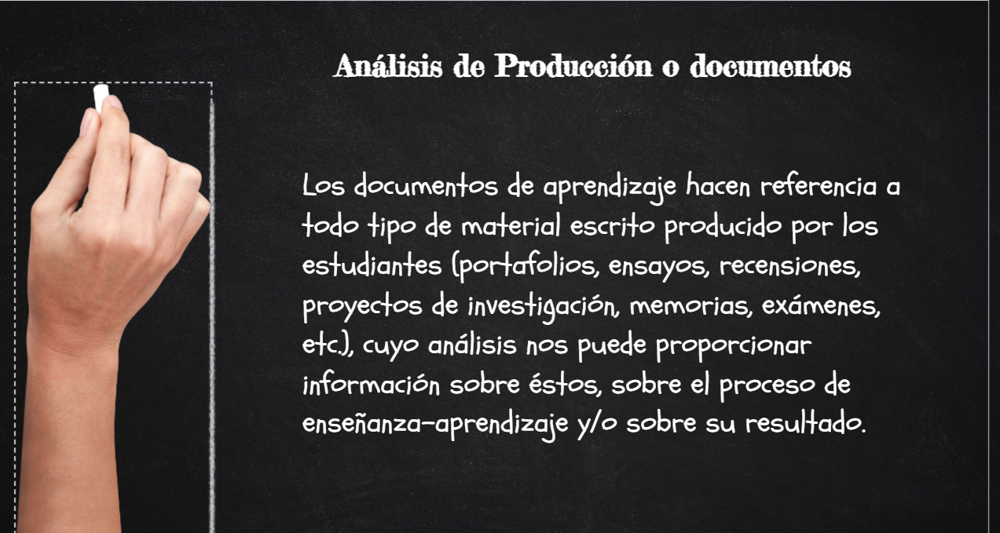 Análisis de Producción o documentos
Los documentos de aprendizaje hacen referencia a
todo tipo de material escrito producido por los
estudiantes (portafolios, ensayos, recensiones,
proyectos de investigación, memorias, exámenes,
etc.), cuyo análisis nos puede proporcionar
información sobre éstos, sobre el proceso de
enseñanza-aprendizaje y/o sobre su resultado.